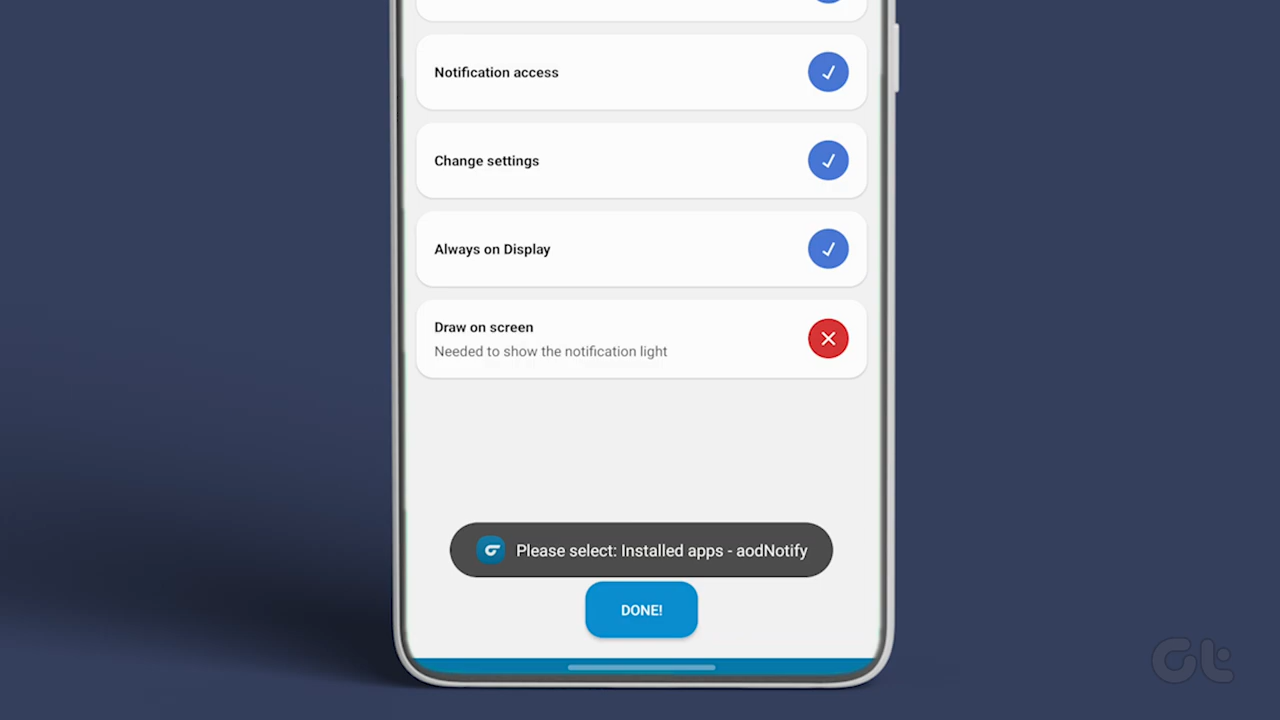 Notification access
Change settings
Always on Display
Draw on screen
Needed to show the notification light
Please select: Installed apps - aodNotify
DONE!
Gt